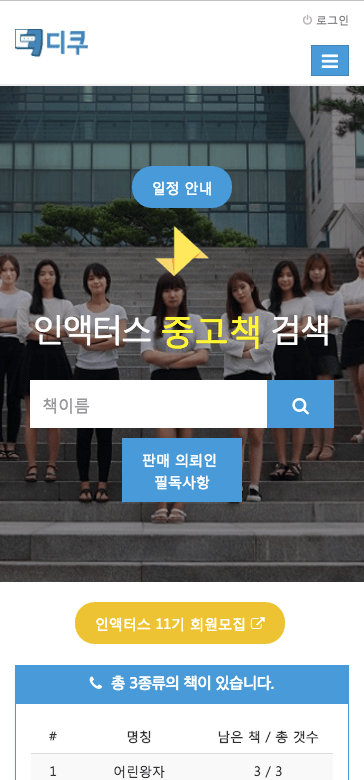 로그인
디쿠
일정 안내
인액터스 중고책 검색
책이름
판매 의뢰인
필독사항
인액터스 11기 회원모집
총 3종류의 책이 있습니다.
# 명칭 남은 책 / 총 갯수
1 어린왕자 3 / 3